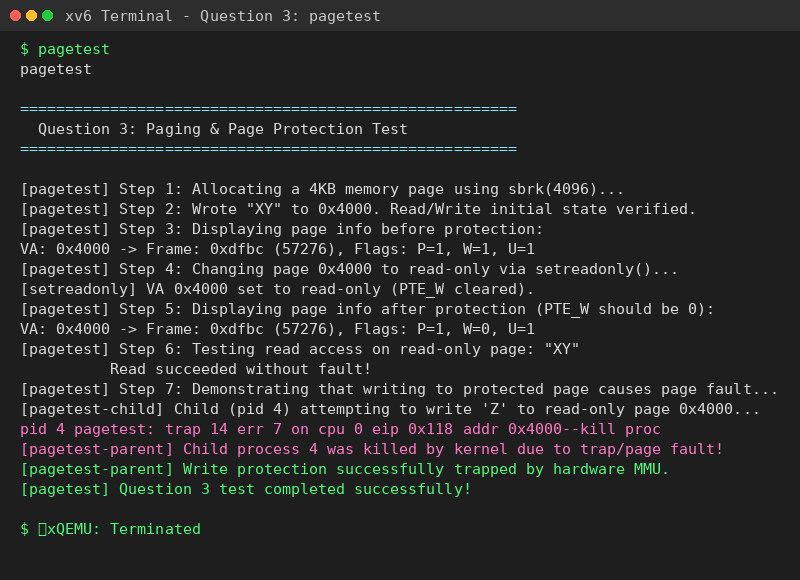 xv6 Terminal - Question 3: pagetest
$ pagetest
pagetest
=======================================================
Question 3: Paging & Page Protection Test
=======================================================
[pagetest] Step 1: Allocating a 4KB memory page using sbrk(4096)...
[pagetest] Step 2: Wrote "XY" to 0x4000. Read/Write initial state verified.
[pagetest] Step 3: Displaying page info before protection:
VA: 0x4000 -> Frame: 0xdfbc (57276), Flags: P=1, W=1, U=1
[pagetest] Step 4: Changing page 0x4000 to read-only via setreadonly()...
[setreadonly] VA 0x4000 set to read-only (PTE_W cleared).
[pagetest] Step 5: Displaying page info after protection (PTE_W should be 0):
VA: 0x4000 -> Frame: 0xdfbc (57276), Flags: P=1, W=0, U=1
[pagetest] Step 6: Testing read access on read-only page: "XY"
Read succeeded without fault!
[pagetest] Step 7: Demonstrating that writing to protected page causes page fault...
[pagetest-child] Child (pid 4) attempting to write 'Z' to read-only page 0x4000...
pid 4 pagetest: trap 14 err 7 on cpu 0 eip 0x118 addr 0x4000--kill proc
[pagetest-parent] Child process 4 was killed by kernel due to trap/page fault!
[pagetest-parent] Write protection successfully trapped by hardware MMU.
[pagetest] Question 3 test completed successfully!
$ xQEMU: Terminated